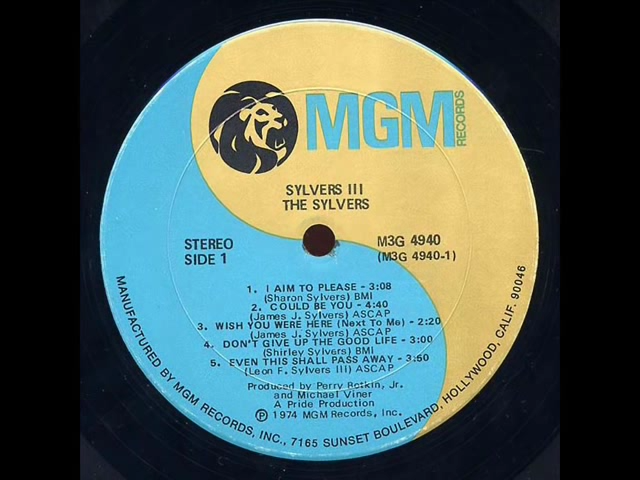 MGM
RECORDS
SYLVERS III
THE SYLVERS
STEREO
SIDE 1
M3G 4940
(M3G 4940-1)
1. I AIM TO PLEASE - 3:08
(Sharon Sylvers) BMI
2. COULD BE YOU - 4:40
(James J. Sylvers) ASCAP
3. WISH YOU WERE HERE (Next To Me) - 2:20
(James J. Sylvers) ASCAP
4. DON'T GIVE UP THE GOOD LIFE - 3:00
(Shirley Sylvers) BMI
5. EVEN THIS SHALL PASS AWAY - 3:50
(Leon F. Sylvers III) ASCAP
Produced by Perry Botkin, Jr.
and Michael Viner
A Pride Production
Ⓟ 1974 MGM Records, Inc.
MANUFACTURED BY MGM RECORDS, INC., 7165 SUNSET BOULEVARD, HOLLYWOOD, CALIF. 90046